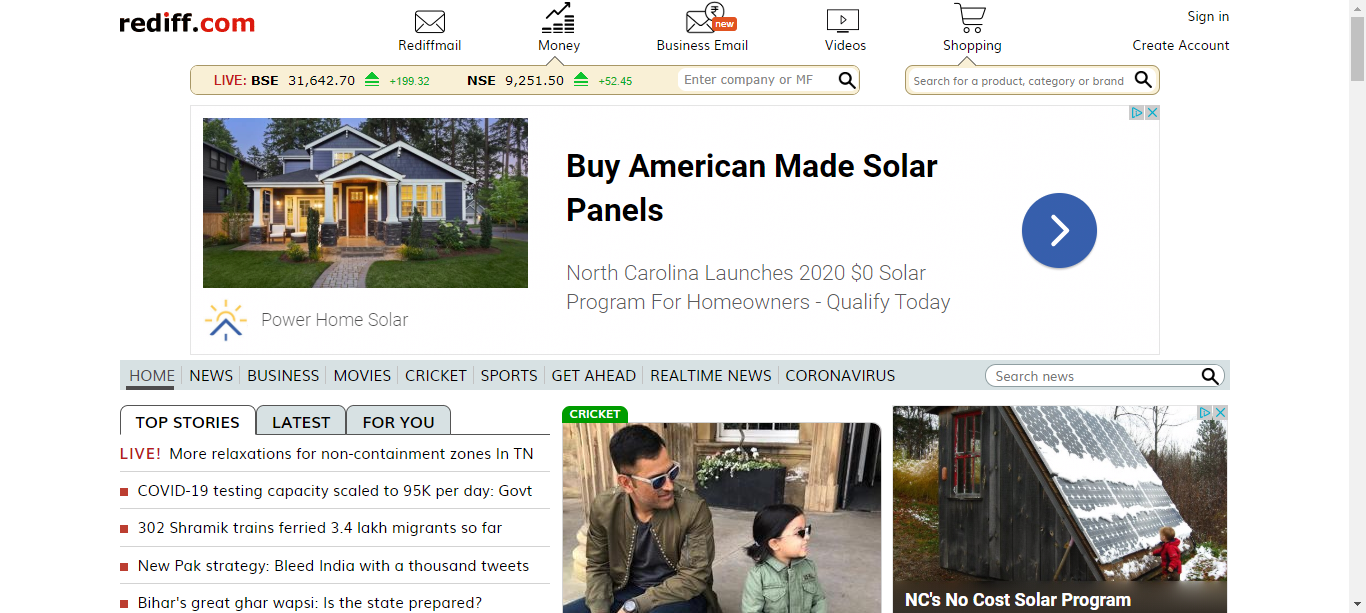 rediff.com
Rediffmail
Money
new
Business Email
Videos
Shopping
Sign in
Create Account
LIVE: BSE 31,642.70 +199.32 NSE 9,251.50 +52.45
Enter company or MF
Search for a product, category or brand
Buy American Made Solar
Panels
North Carolina Launches 2020 $0 Solar
Program For Homeowners - Qualify Today
Power Home Solar
HOME NEWS BUSINESS MOVIES CRICKET SPORTS GET AHEAD REALTIME NEWS CORONAVIRUS
Search news
TOP STORIES LATEST FOR YOU
LIVE! More relaxations for non-containment zones In TN
COVID-19 testing capacity scaled to 95K per day: Govt
302 Shramik trains ferried 3.4 lakh migrants so far
New Pak strategy: Bleed India with a thousand tweets
Bihar's great ghar wapsi: Is the state prepared?
CRICKET
NC's No Cost Solar Program